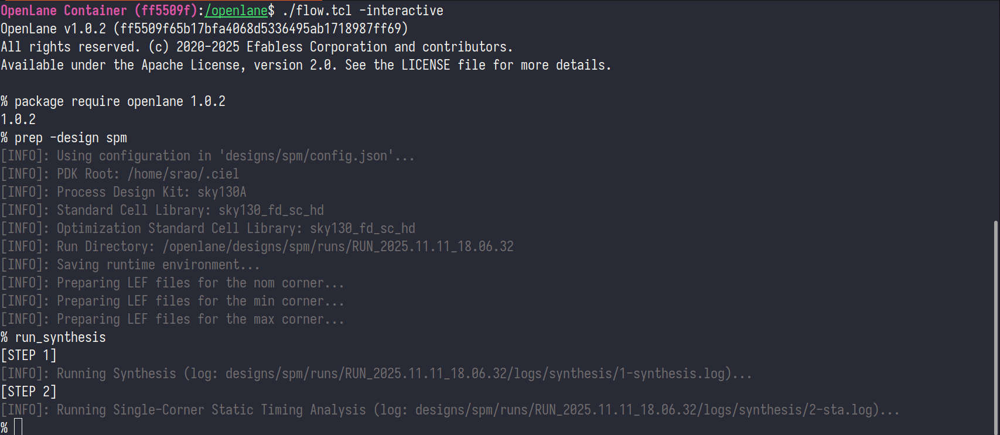 OpenLane Container (ff5509f):/openlane$ ./flow.tcl -interactive
OpenLane v1.0.2 (ff5509f65b17bfa4068d5336495ab1718987ff69)
All rights reserved. (c) 2020-2025 Efabless Corporation and contributors.
Available under the Apache License, version 2.0. See the LICENSE file for more details.
% package require openlane 1.0.2
1.0.2
% prep -design spm
[INFO]: Using configuration in 'designs/spm/config.json'...
[INFO]: PDK Root: /home/srao/.ciel
[INFO]: Process Design Kit: sky130A
[INFO]: Standard Cell Library: sky130_fd_sc_hd
[INFO]: Optimization Standard Cell Library: sky130_fd_sc_hd
[INFO]: Run Directory: /openlane/designs/spm/runs/RUN_2025.11.11_18.06.32
[INFO]: Saving runtime environment...
[INFO]: Preparing LEF files for the nom corner...
[INFO]: Preparing LEF files for the min corner...
[INFO]: Preparing LEF files for the max corner...
% run_synthesis
[STEP 1]
[INFO]: Running Synthesis (log: designs/spm/runs/RUN_2025.11.11_18.06.32/logs/synthesis/1-synthesis.log)...
[STEP 2]
[INFO]: Running Single-Corner Static Timing Analysis (log: designs/spm/runs/RUN_2025.11.11_18.06.32/logs/synthesis/2-sta.log)...
%